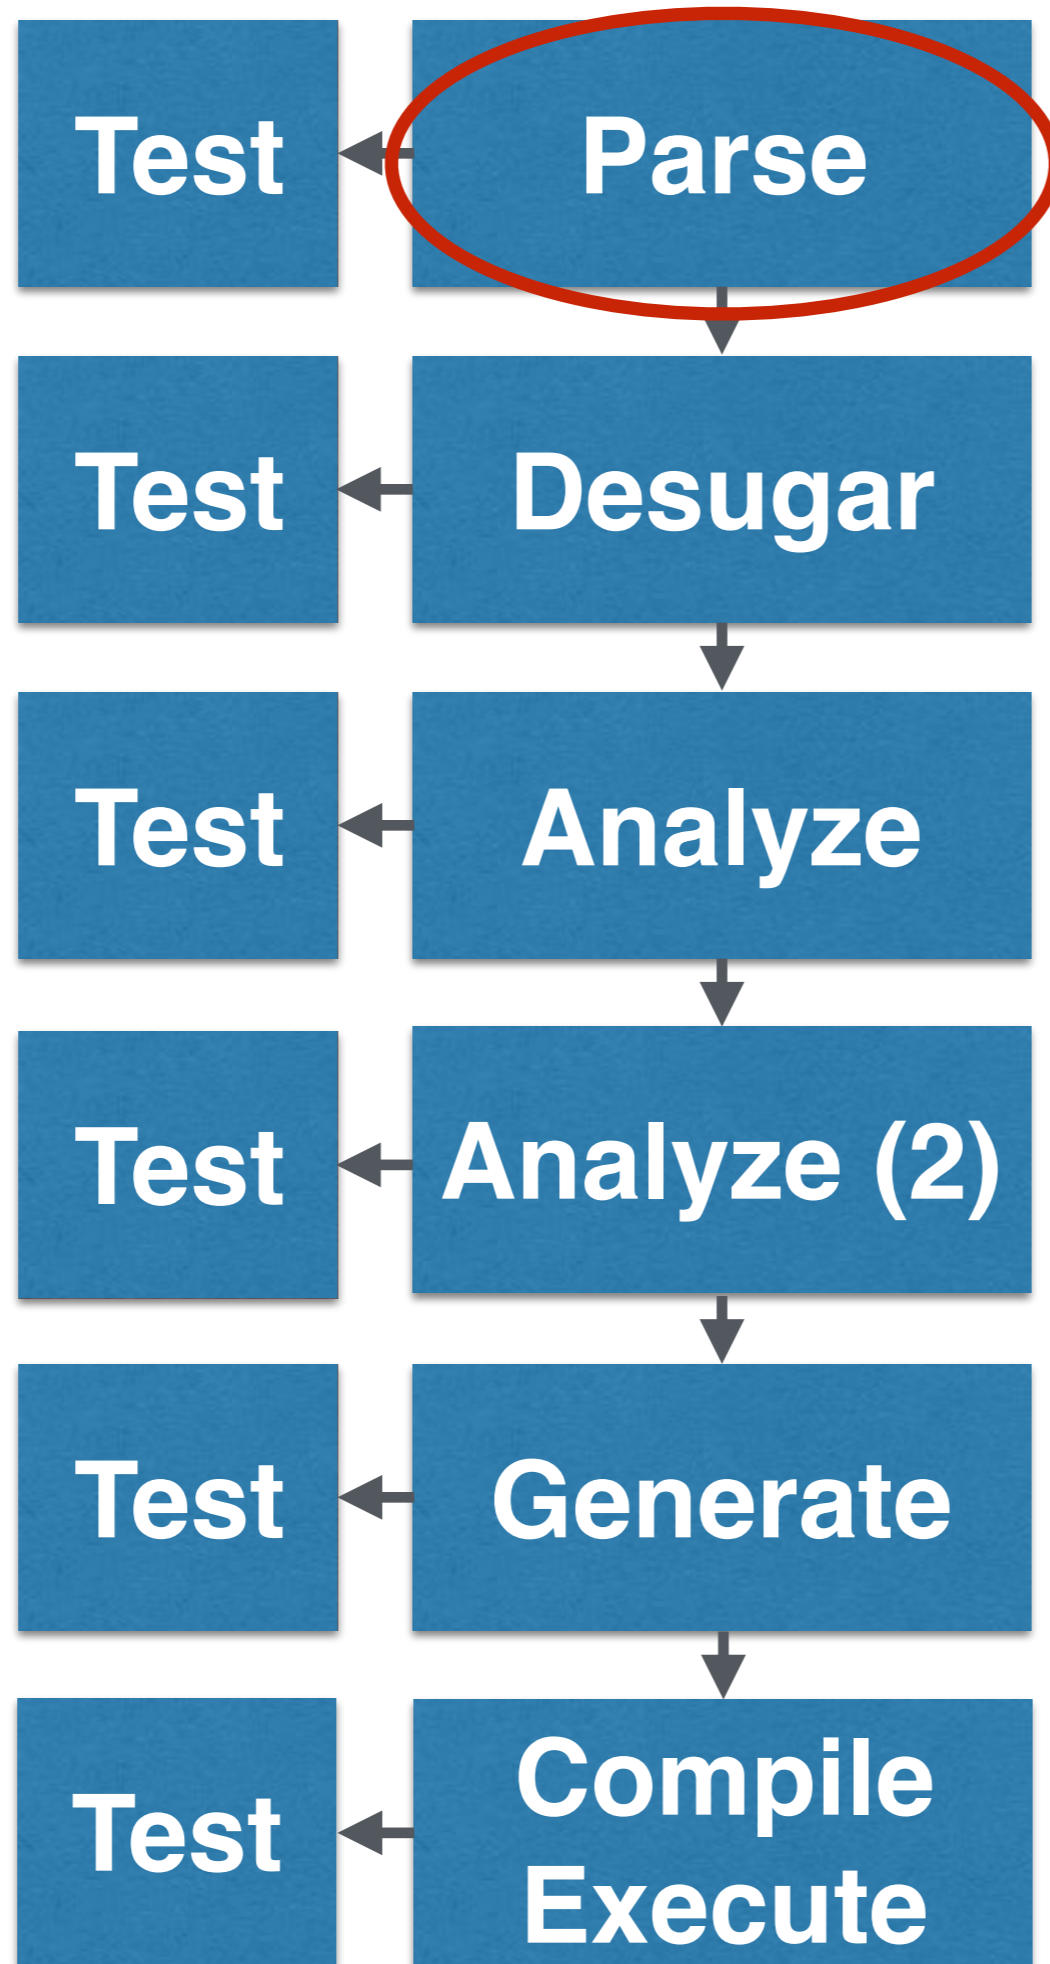 Test
Parse
Test
Desugar
Test
Analyze
Test
Analyze (2)
Test
Generate
Test
Compile
Execute